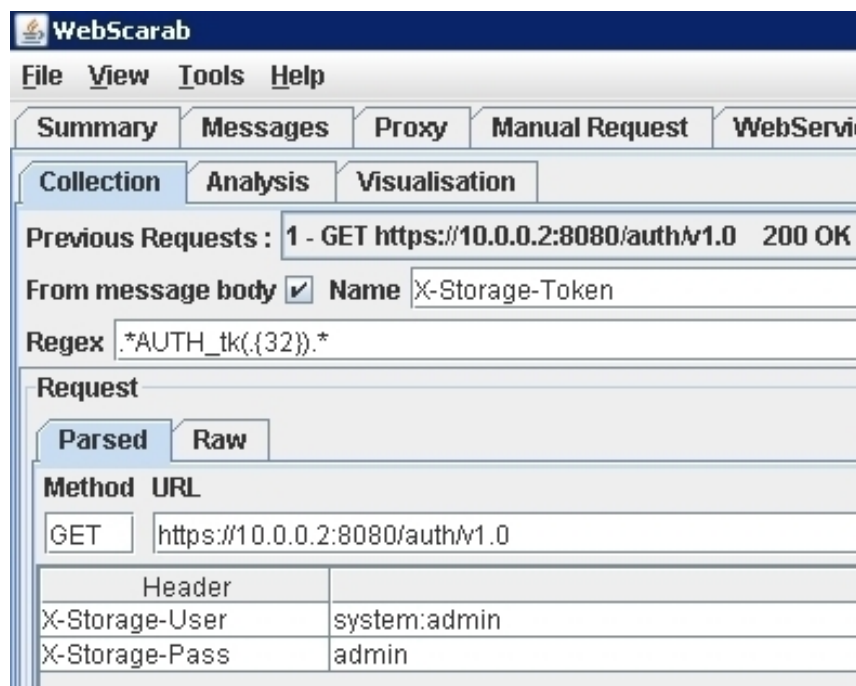 WebScarab
File View Tools Help
Summary Messages Proxy Manual Request WebServi
Collection Analysis Visualisation
Previous Requests : 1 - GET https://10.0.0.2:8080/auth/v1.0 200 OK
From message body Name X-Storage-Token
Regex .*AUTH_tk(.{32}).*
Request
Parsed Raw
Method URL
GET https://10.0.0.2:8080/auth/v1.0
Header
X-Storage-User system:admin
X-Storage-Pass admin